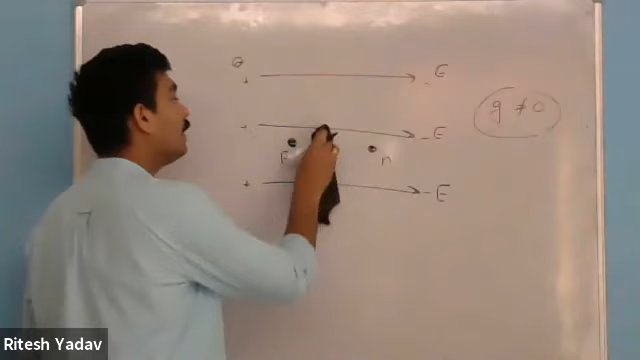 E
+ - E
+ - E
P n
+ - E
q ≠ 0
Ritesh Yadav